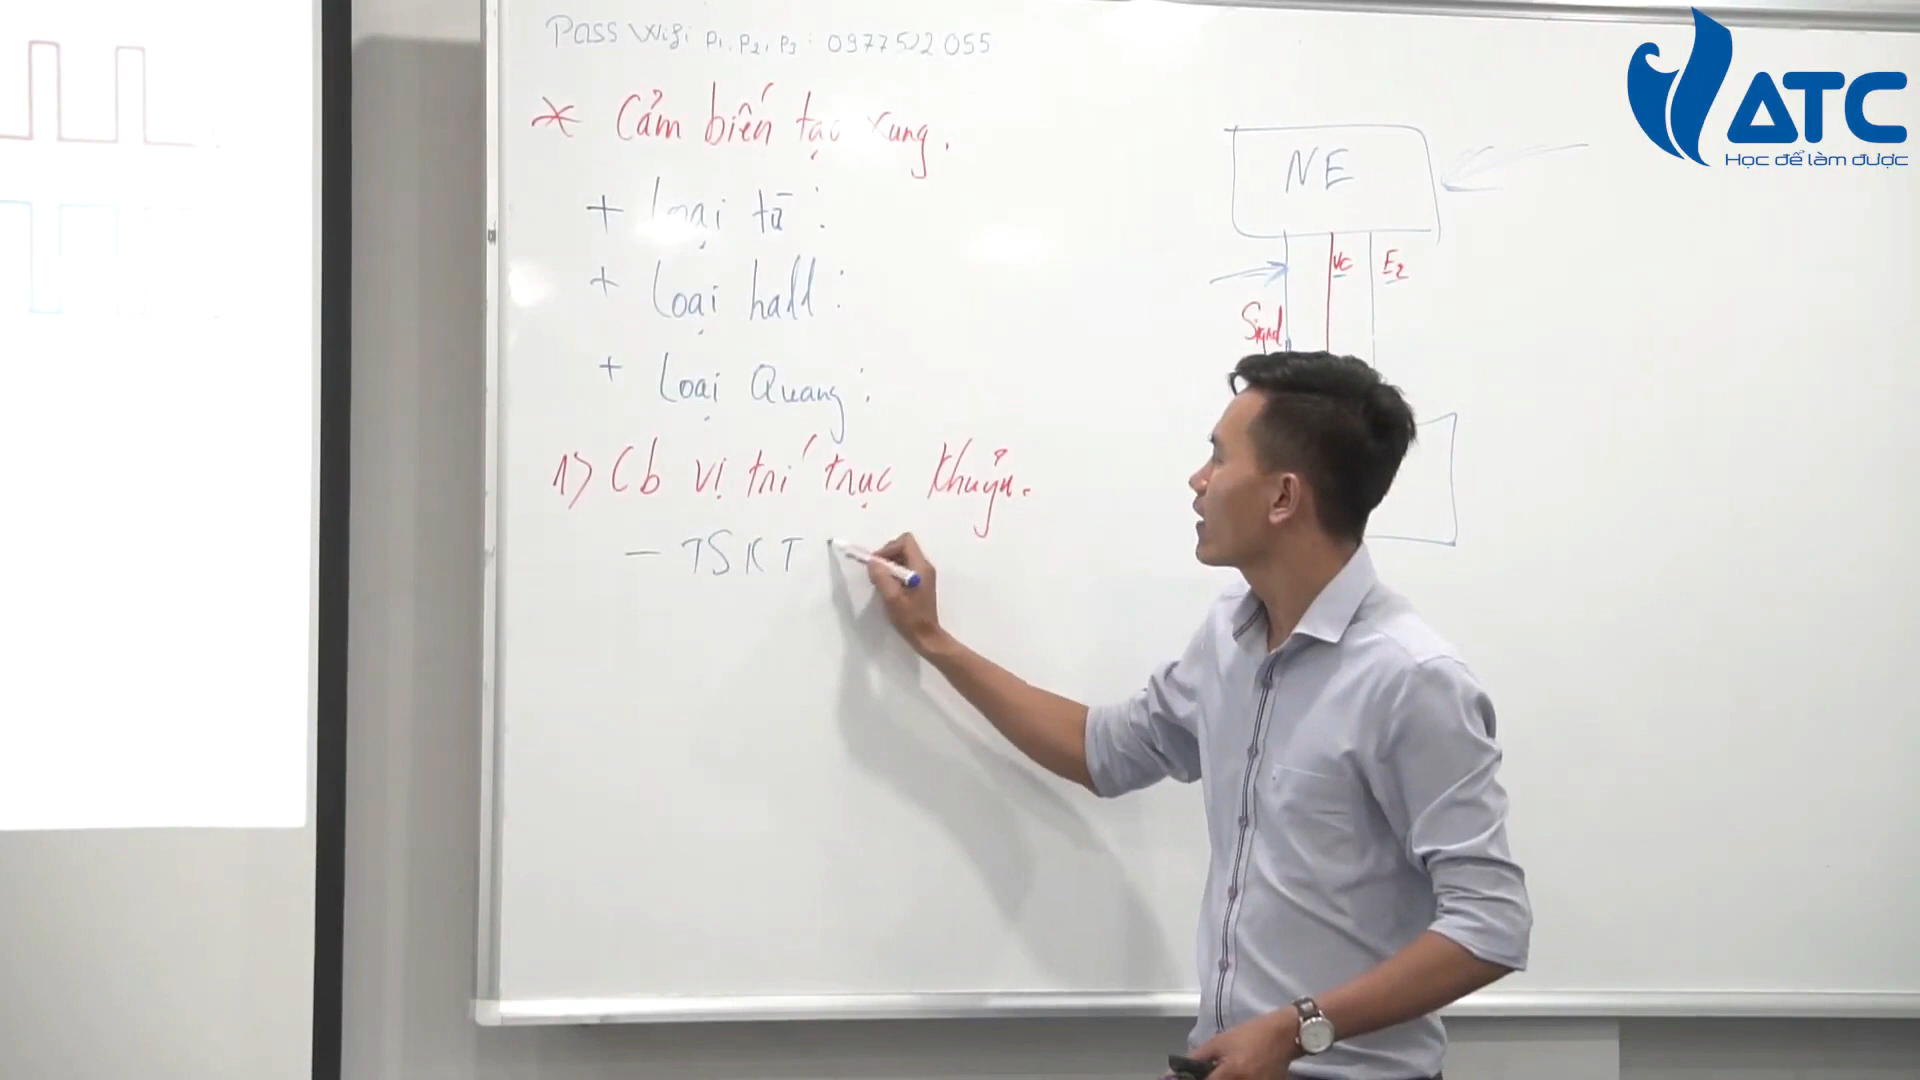 Pass Wifi P1, P2, P3 : 0977502055
* Cảm biến tạo xung.
+ Loại từ :
+ Loại hall :
+ Loại Quang :
1) Cb vị trí trục khuỷu.
- TSKT
NE
VC
E2
Signal
ATC
Học để làm được